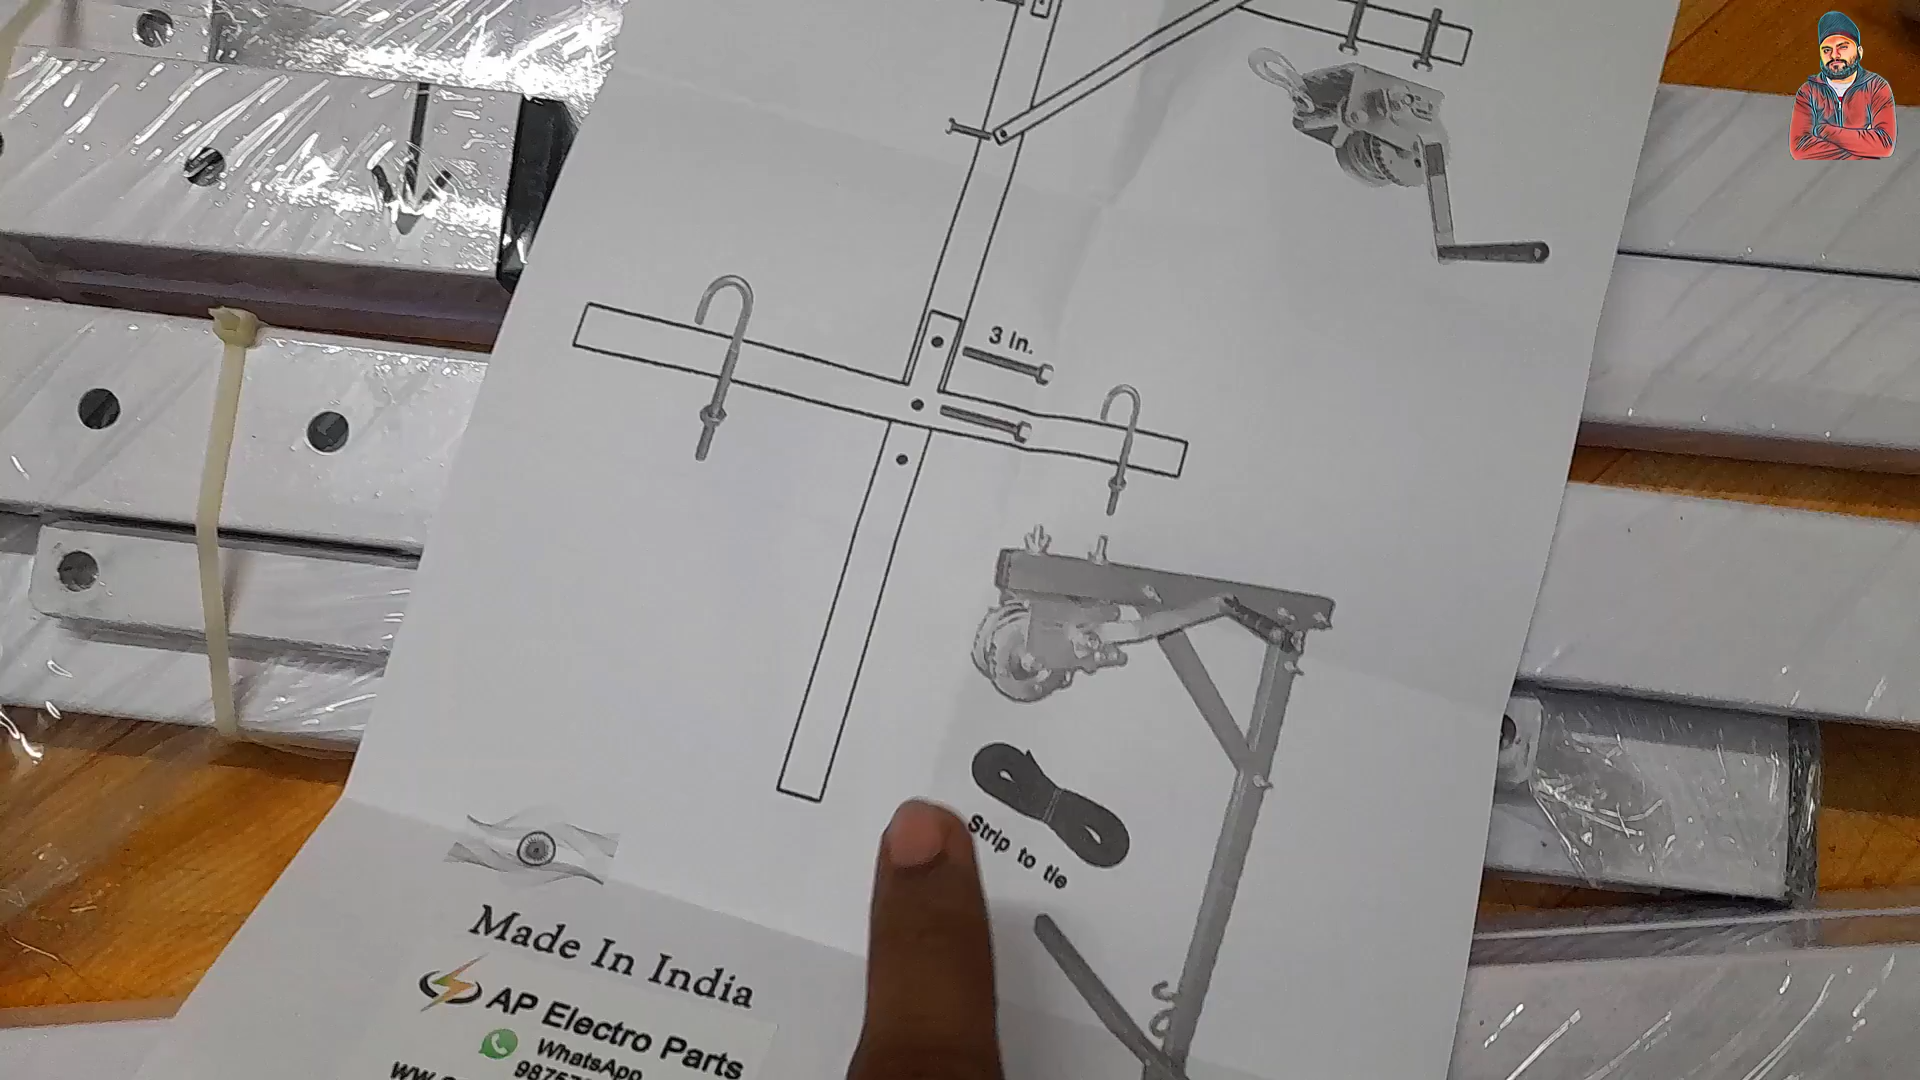 3 In.
Strip to tie
Made In India
AP Electro Parts
WhatsApp